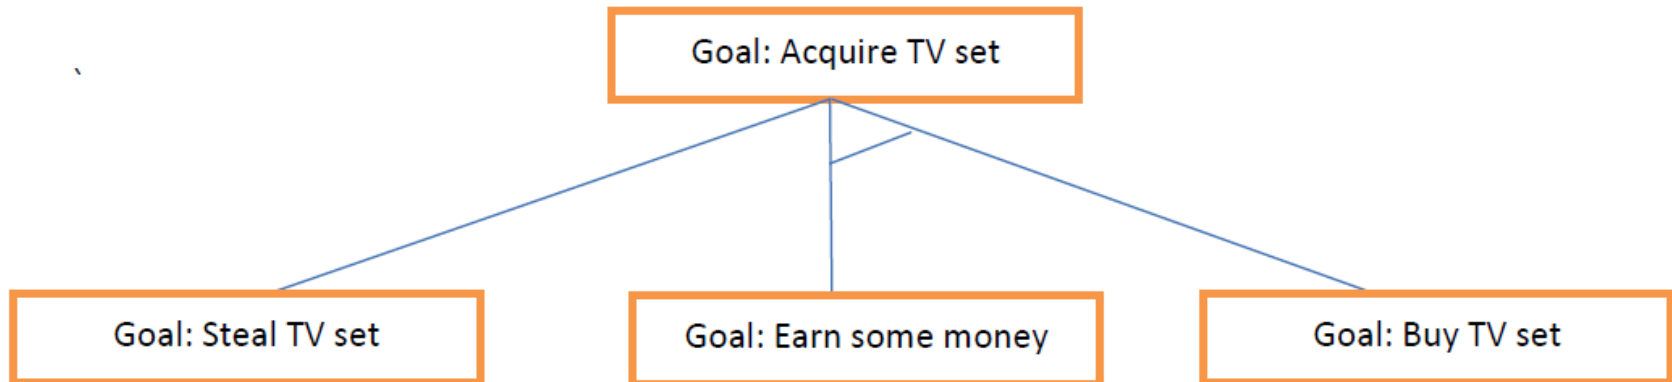 Goal: Acquire TV set
`
Goal: Steal TV set
Goal: Earn some money
Goal: Buy TV set